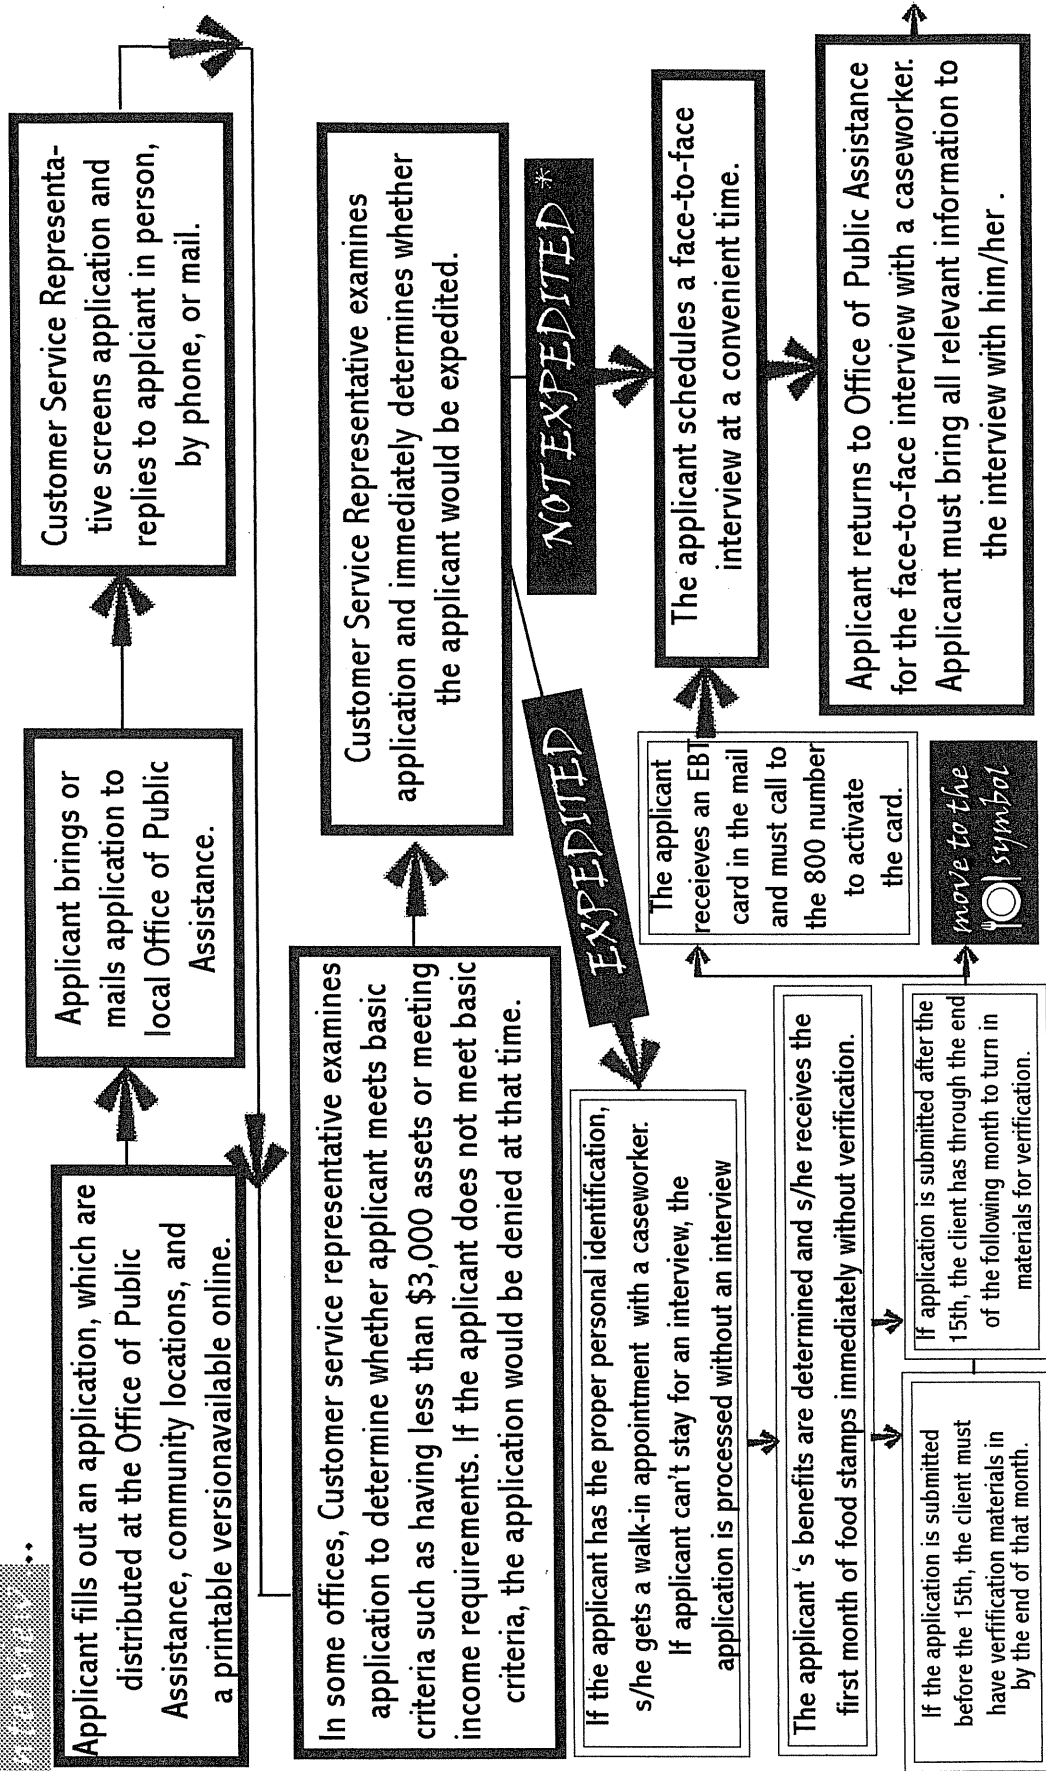 Applicant fills out an application, which are
distributed at the Office of Public
Assistance, community locations, and
a printable versionavailable online.
Applicant brings or
mails application to
local Office of Public
Assistance.
Customer Service Representa-
tive screens application and
replies to applciant in person,
by phone, or mail.
In some offices, Customer service representative examines
application to determine whether applicant meets basic
criteria such as having less than $3,000 assets or meeting
income requirements. If the applicant does not meet basic
criteria, the application would be denied at that time.
Customer Service Representative examines
application and immediately determines whether
the applicant would be expedited.
EXPEDITED
NOT EXPEDITED *
If the applicant has the proper personal identification,
s/he gets a walk-in appointment with a caseworker.
If applicant can't stay for an interview, the
application is processed without an interview
The applicant 's benefits are determined and s/he receives the
first month of food stamps immediately without verification.
If the application is submitted
before the 15th, the client must
have verfification materials in
by the end of that month.
If application is submitted after the
15th, the client has through the end
of the following month to turn in
materials for verification.
The applicant
receieves an EBT
card in the mail
and must call to
the 800 number
to activate
the card.
move to the
symbol
The applicant schedules a face-to-face
interview at a convenient time.
Applicant returns to Office of Public Assistance
for the face-to-face interview with a caseworker.
Applicant must bring all relevant information to
the interview with him/her .